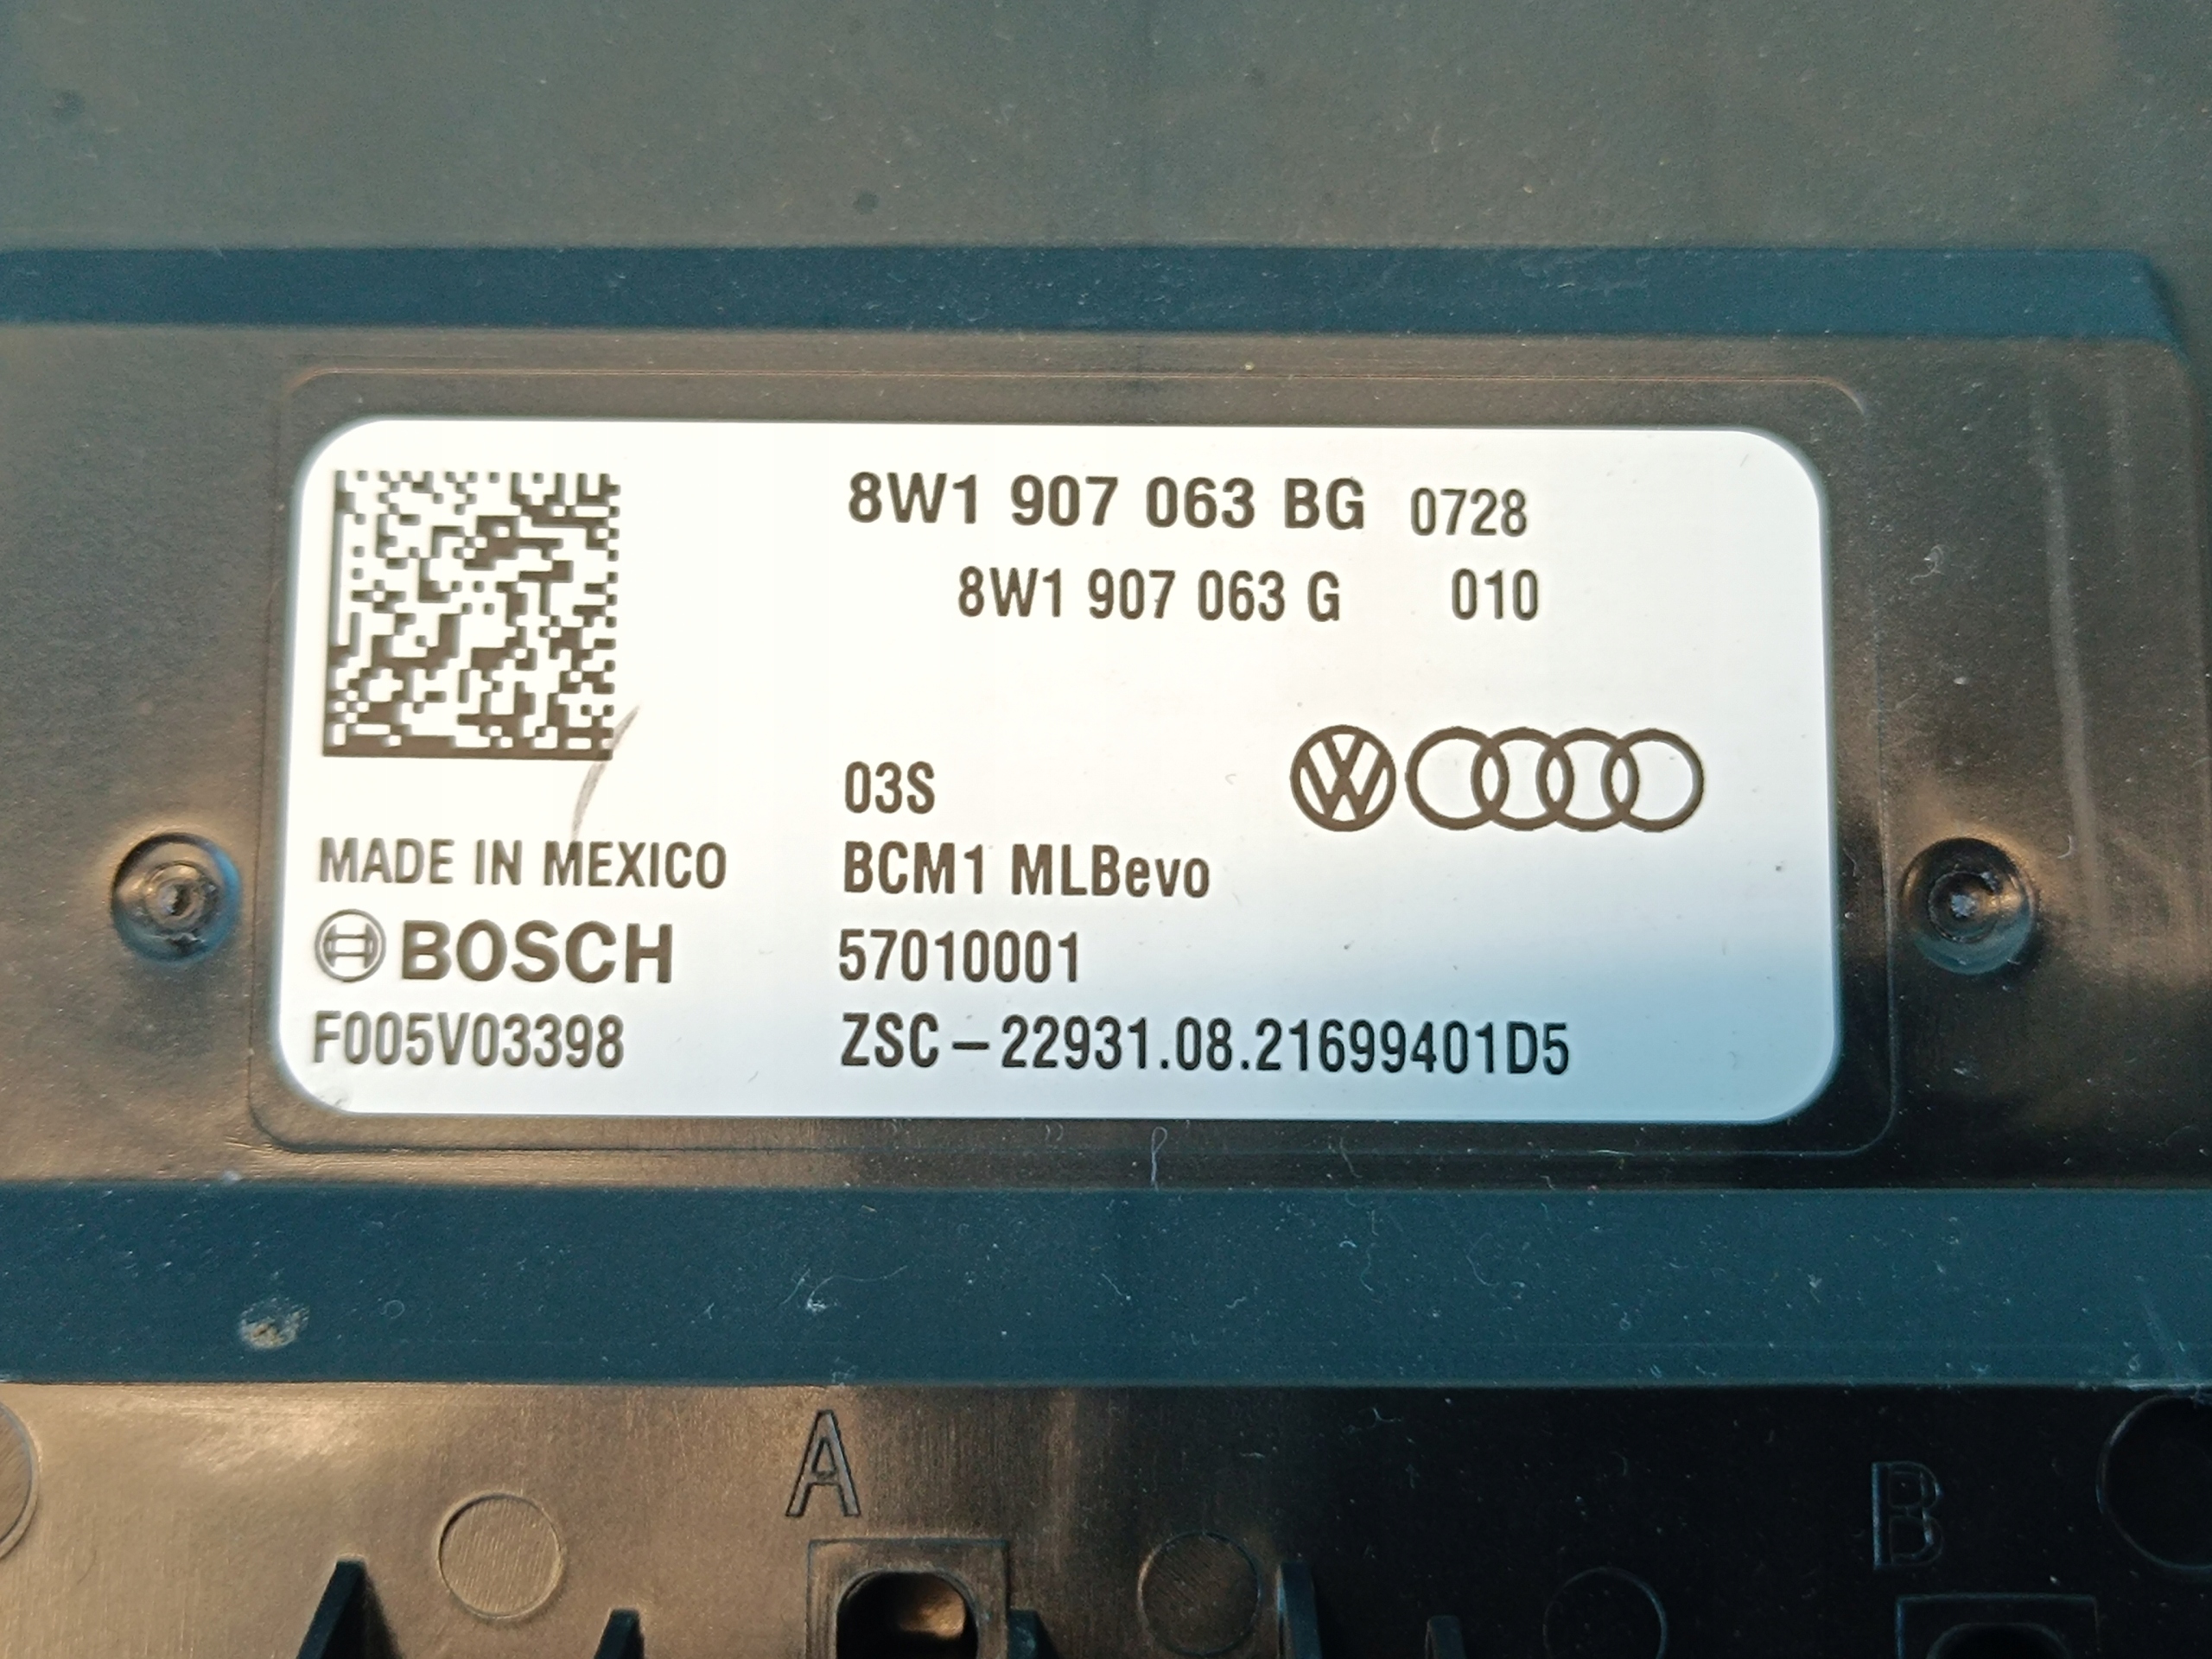 8W1 907 063 BG 0728
8W1 907 063 G 010
03S
MADE IN MEXICO
BCM1 MLBevo
BOSCH
57010001
F005V03398
ZSC-22931.08.21699401D5
A
B